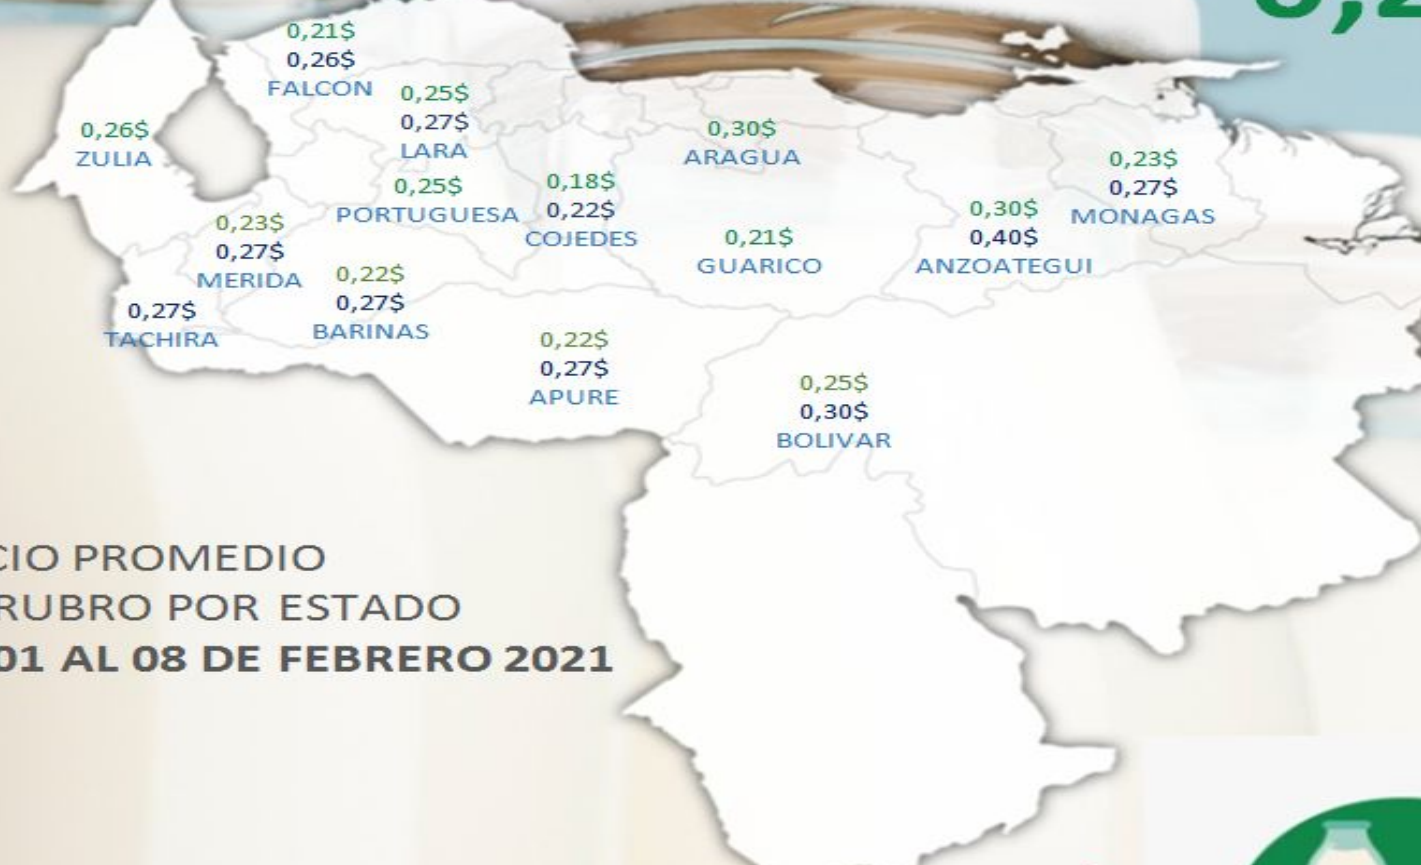 0,21$
0,26$
FALCON
0,25$
0,27$
LARA
0,26$
ZULIA
0,30$
ARAGUA
0,23$
0,27$
MONAGAS
0,25$
PORTUGUESA
0,18$
0,22$
COJEDES
0,30$
0,40$
ANZOATEGUI
0,23$
0,27$
MERIDA
0,21$
GUARICO
0,22$
0,27$
BARINAS
0,27$
TACHIRA
0,22$
0,27$
APURE
0,25$
0,30$
BOLIVAR
CIO PROMEDIO
RUBRO POR ESTADO
01 AL 08 DE FEBRERO 2021